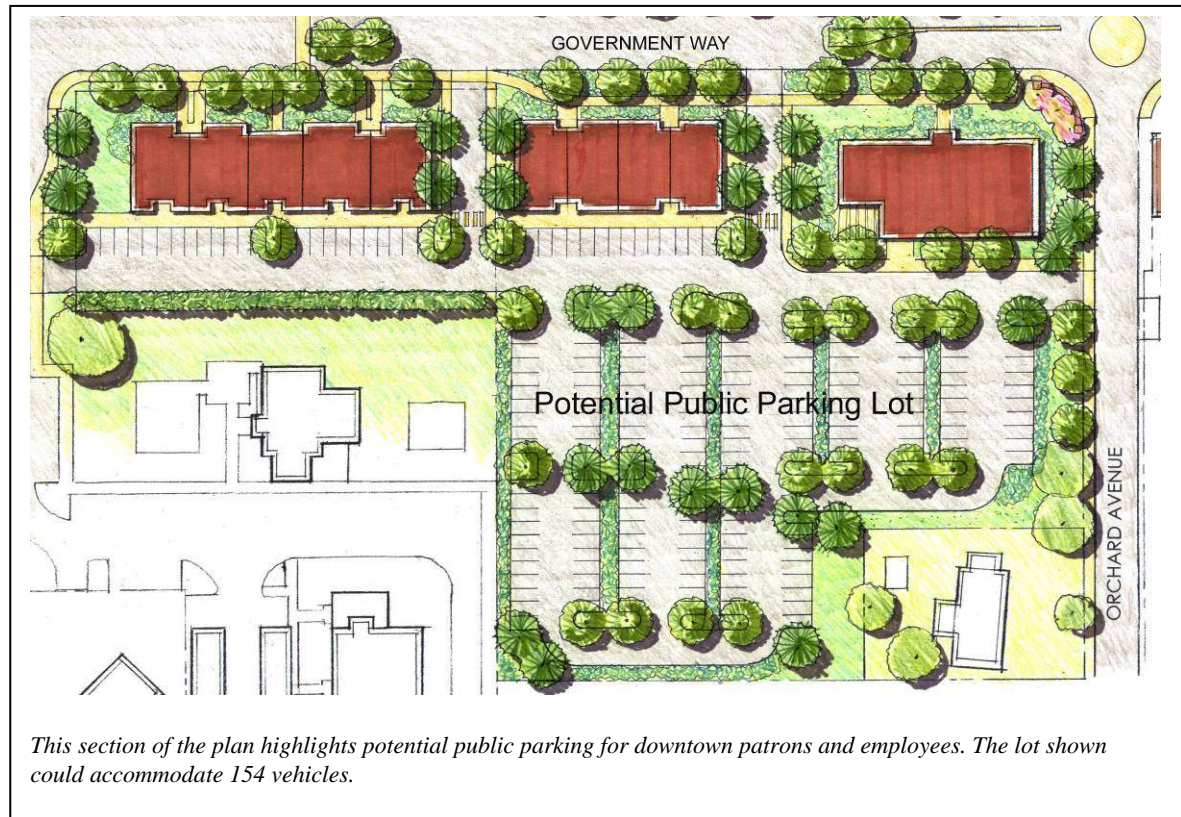 GOVERNMENT WAY
Potential Public Parking Lot
ORCHARD AVENUE
This section of the plan highlights potential public parking for downtown patrons and employees. The lot shown
could accommodate 154 vehicles.